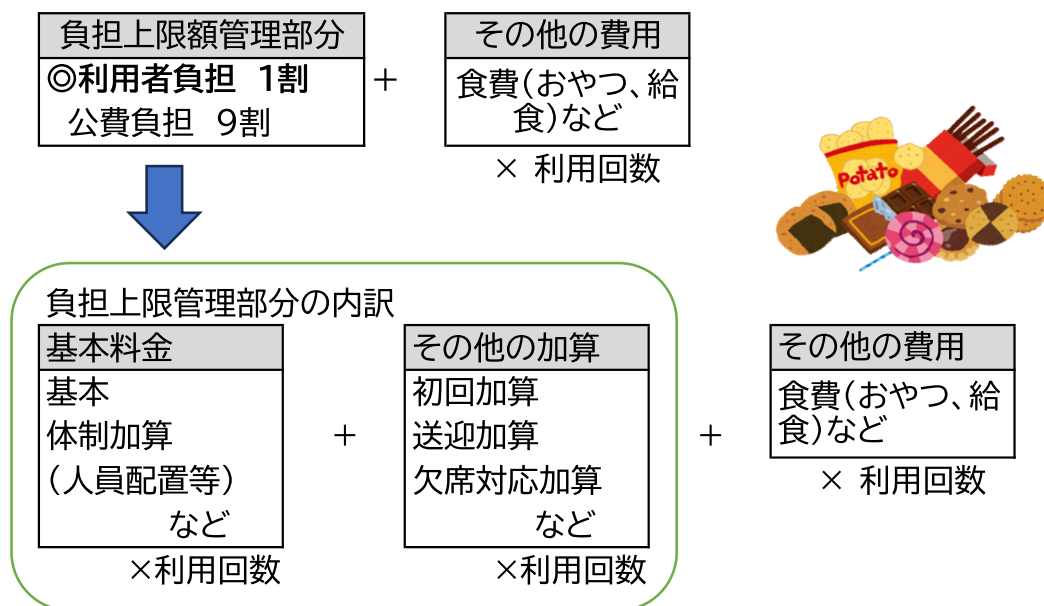 負担上限額管理部分
◎利用者負担 1割
公費負担 9割
+
その他の費用
食費(おやつ、給
食)など
× 利用回数
Potato
負担上限管理部分の内訳
基本料金
基本
体制加算
(人員配置等)
など
×利用回数
+
その他の加算
初回加算
送迎加算
欠席対応加算
など
×利用回数
+
その他の費用
食費(おやつ、給
食)など
× 利用回数